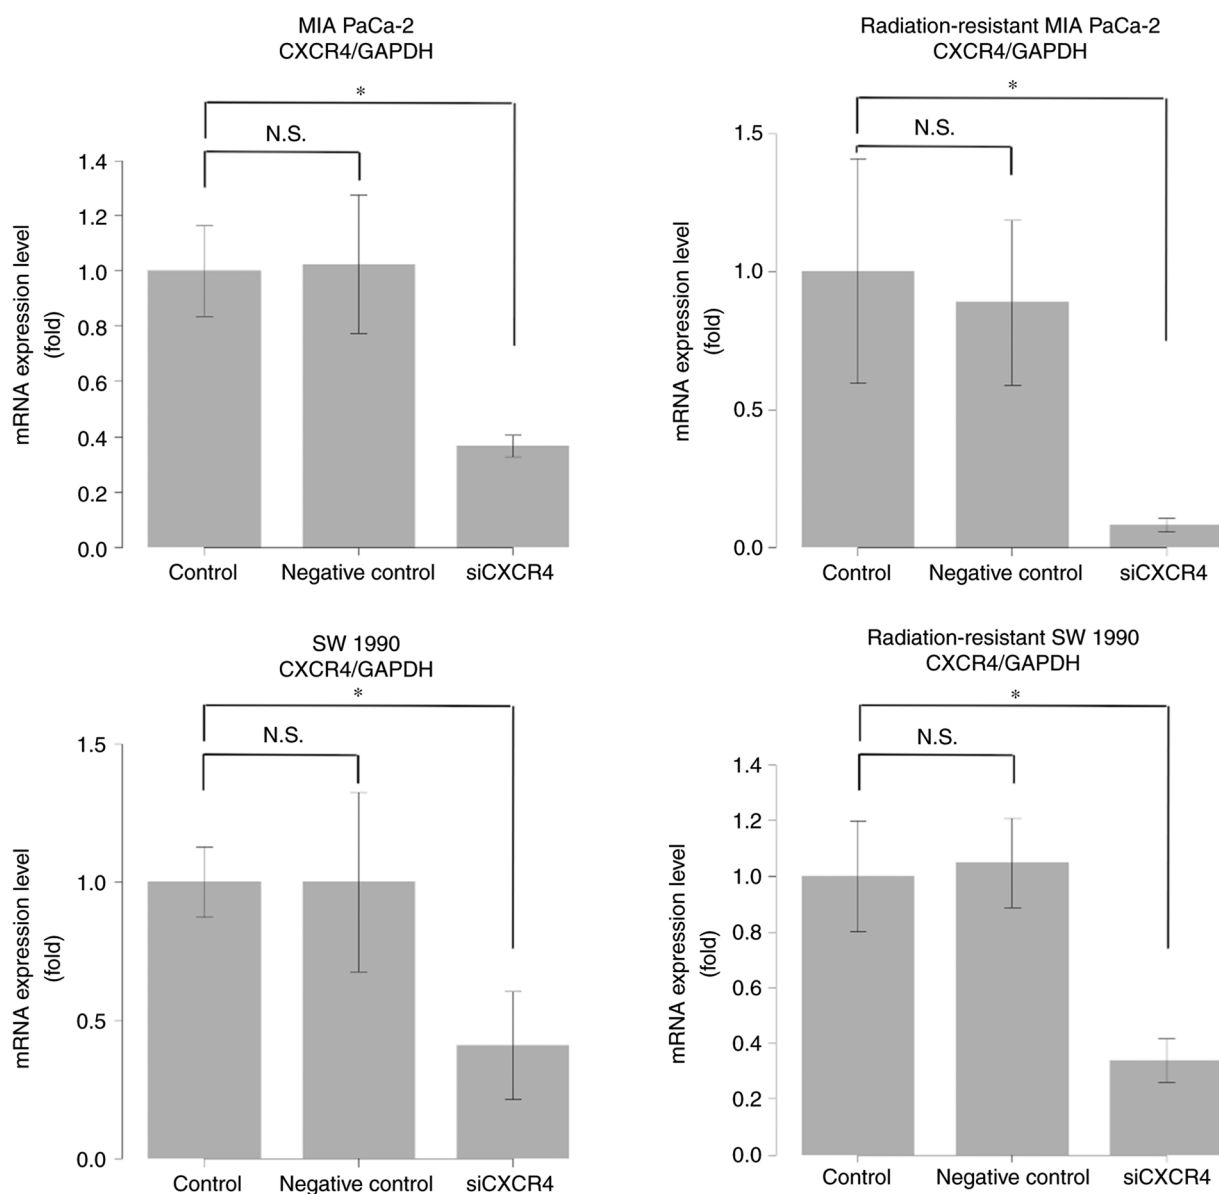 MIA PaCa-2
CXCR4/GAPDH
*
N.S.
1.4
1.2
1.0
0.8
0.6
0.4
0.2
0.0
mRNA expression level
(fold)
Control
Negative control
siCXCR4
Radiation-resistant MIA PaCa-2
CXCR4/GAPDH
*
N.S.
1.5
1.0
0.5
0.0
mRNA expression level
(fold)
Control
Negative control
siCXCR4
SW 1990
CXCR4/GAPDH
*
N.S.
1.5
1.0
0.5
0.0
mRNA expression level
(fold)
Control
Negative control
siCXCR4
Radiation-resistant SW 1990
CXCR4/GAPDH
*
N.S.
1.4
1.2
1.0
0.8
0.6
0.4
0.2
0.0
mRNA expression level
(fold)
Control
Negative control
siCXCR4